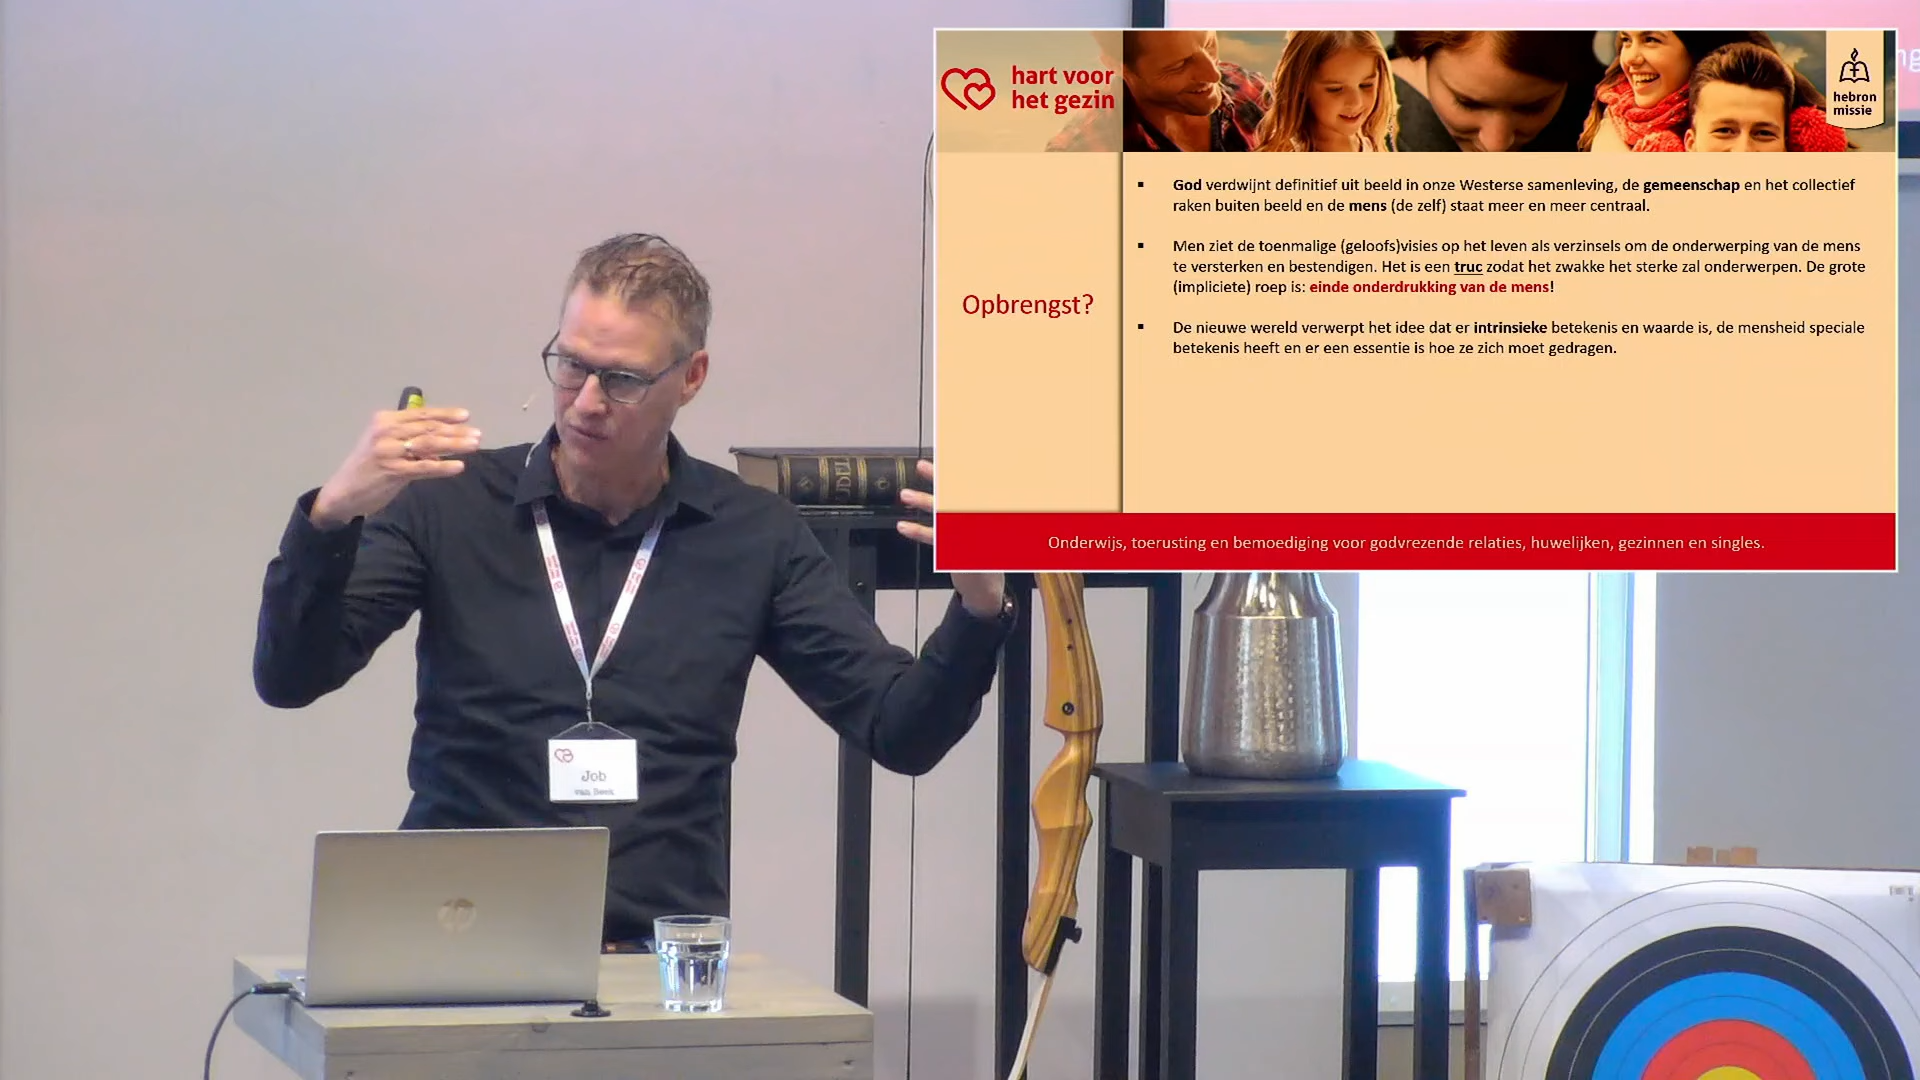 hart voor
het gezin
hebron
missie
God verdwijnt definitief uit beeld in onze Westerse samenleving, de gemeenschap en het collectief
raken buiten beeld en de mens (de zelf) staat meer en meer centraal.
Men ziet de toenmalige (geloofs)visies op het leven als verzinsels om de onderwerping van de mens
te versterken en bestendigen. Het is een truc zodat het zwakke het sterke zal onderwerpen. De grote
(impliciete) roep is: einde onderdrukking van de mens!
Opbrengst?
De nieuwe wereld verwerpt het idee dat er intrinsieke betekenis en waarde is, de mensheid speciale
betekenis heeft en er een essentie is hoe ze zich moet gedragen.
Onderwijs, toerusting en bemoediging voor godvrezende relaties, huwelijken, gezinnen en singles.
Job
van
hp